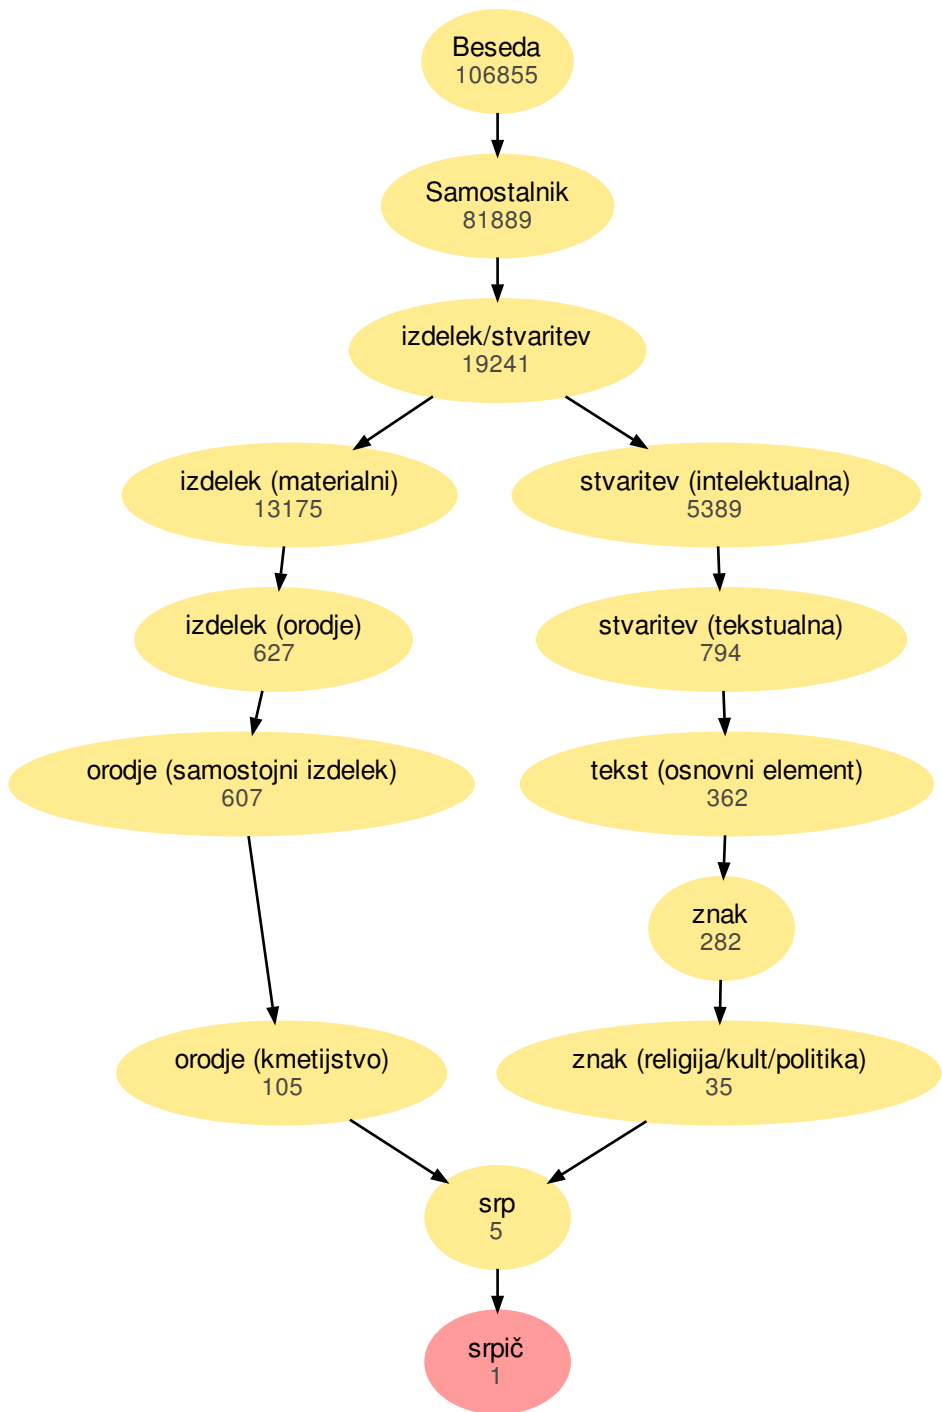 Beseda
106855
Samostalnik
81889
izdelek/stvaritev
19241
izdelek (materialni)
13175
stvaritev (intelektualna)
5389
izdelek (orodje)
627
stvaritev (tekstualna)
794
orodje (samostojni izdelek)
607
tekst (osnovni element)
362
znak
282
orodje (kmetijstvo)
105
znak (religija/kult/politika)
35
srp
5
srpič
1